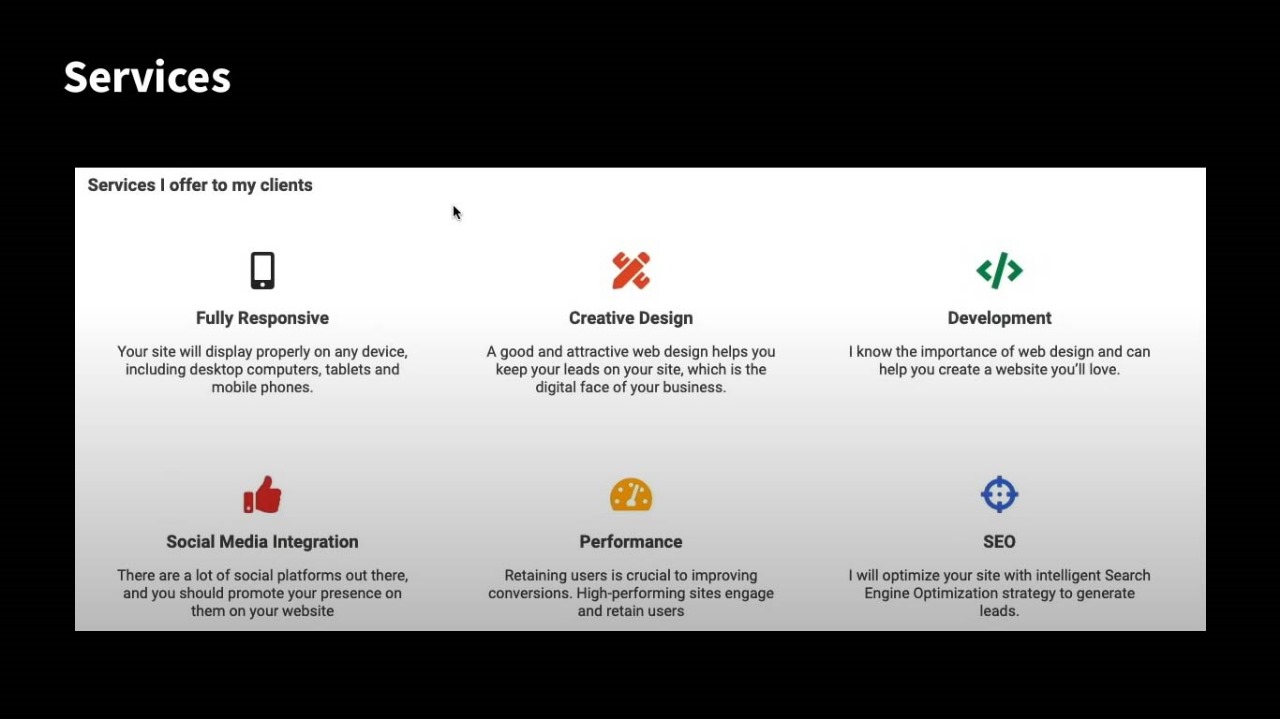 Services
Services I offer to my clients
Fully Responsive
Your site will display properly on any device,
including desktop computers, tablets and
mobile phones.
Creative Design
A good and attractive web design helps you
keep your leads on your site, which is the
digital face of your business.
Development
I know the importance of web design and can
help you create a website you’ll love.
Social Media Integration
There are a lot of social platforms out there,
and you should promote your presence on
them on your website
Performance
Retaining users is crucial to improving
conversions. High-performing sites engage
and retain users
SEO
I will optimize your site with intelligent Search
Engine Optimization strategy to generate
leads.